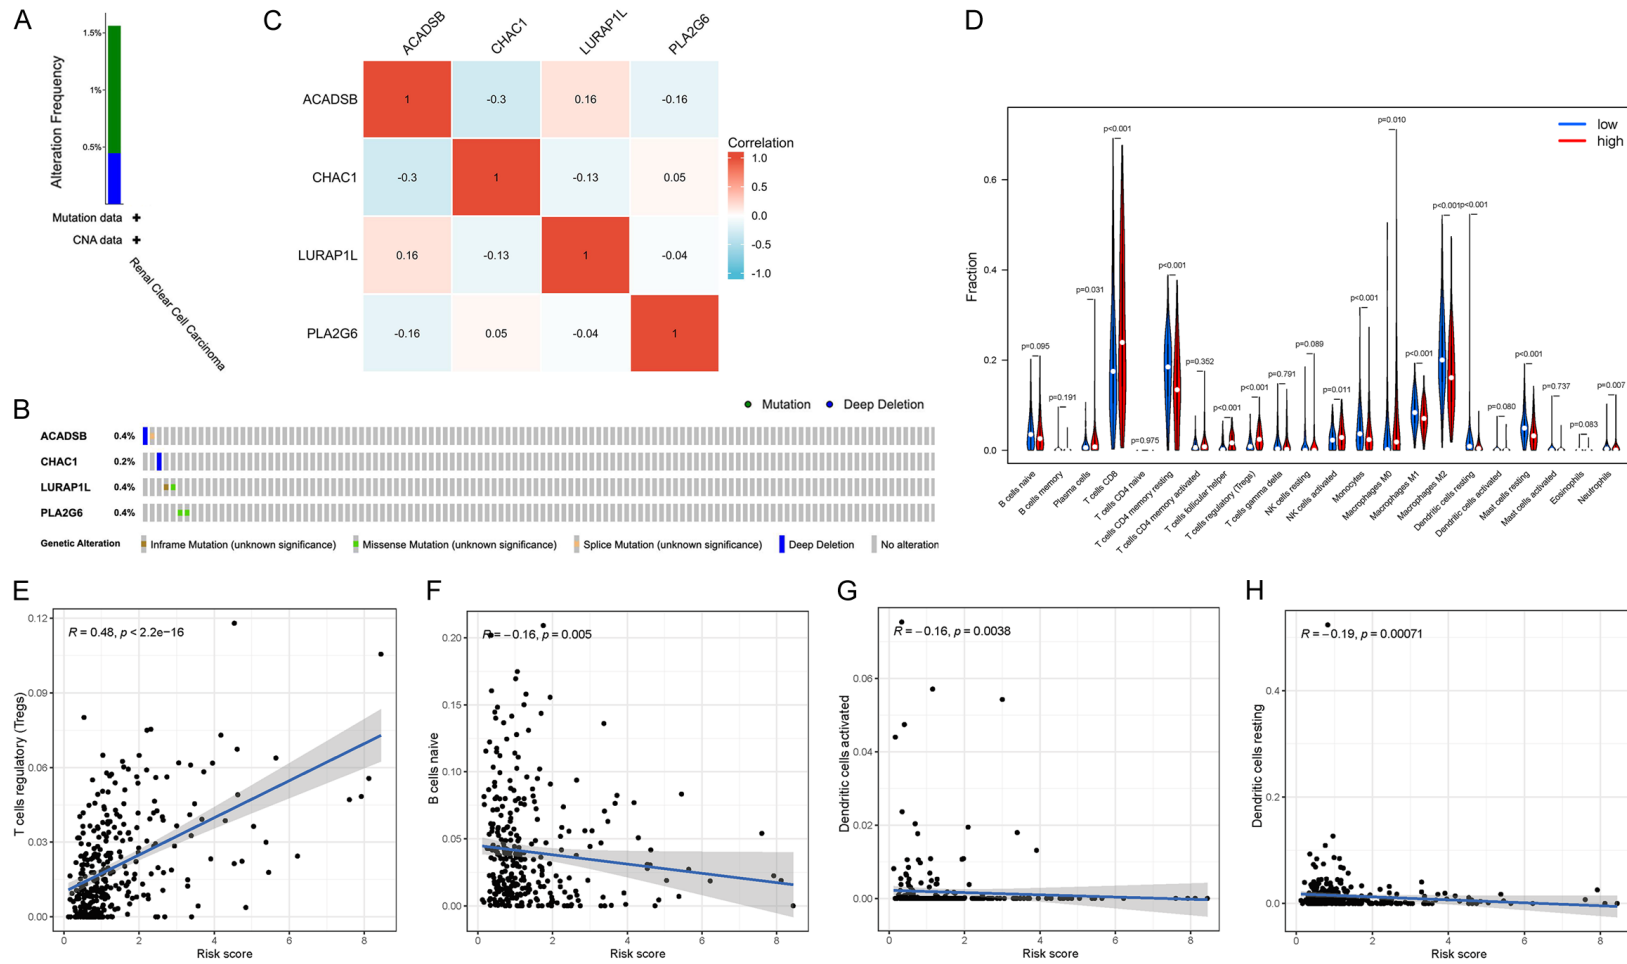 A
Alteration Frequency
1.5%
1%
0.5%
Mutation data +
CNA data +
Renal Clear Cell Carcinoma
C
ACADSB CHAC1 LURAP1L PLA2G6
ACADSB 1 -0.3 0.16 -0.16
CHAC1 -0.3 1 -0.13 0.05
LURAP1L 0.16 -0.13 1 -0.04
PLA2G6 -0.16 0.05 -0.04 1
Correlation
1.0
0.5
0.0
-0.5
-1.0
B
Mutation Deep Deletion
ACADSB 0.4%
CHAC1 0.2%
LURAP1L 0.4%
PLA2G6 0.4%
Genetic Alteration Inframe Mutation (unknown significance) Missense Mutation (unknown significance) Splice Mutation (unknown significance) Deep Deletion No alteration
D
low
high
Fraction
0.6
0.4
0.2
0.0
p=0.095
p=0.191
p=0.031
p<0.001
p=0.975
p<0.001
p=0.352
p<0.001
p<0.001
p=0.791
p=0.089
p=0.011
p<0.001
p=0.010
p<0.001
p<0.001
p<0.001
p=0.080
p<0.001
p=0.737
p=0.083
p=0.007
B cells naive
B cells memory
Plasma cells
T cells CD8
T cells CD4 naive
T cells CD4 memory resting
T cells CD4 memory activated
T cells follicular helper
T cells regulatory (Tregs)
T cells gamma delta
NK cells resting
NK cells activated
Monocytes
Macrophages M0
Macrophages M1
Macrophages M2
Dendritic cells resting
Dendritic cells activated
Mast cells resting
Mast cells activated
Eosinophils
Neutrophils
E
R = 0.48, p < 2.2e−16
T cells regulatory (Tregs)
0.12
0.09
0.06
0.03
0.00
0 2 4 6 8
Risk score
F
R = −0.16, p = 0.005
B cells naive
0.20
0.15
0.10
0.05
0.00
0 2 4 6 8
Risk score
G
R = −0.16, p = 0.0038
Dendritic cells activated
0.06
0.04
0.02
0.00
0 2 4 6 8
Risk score
H
R = −0.19, p = 0.00071
Dendritic cells resting
0.4
0.2
0.0
0 2 4 6 8
Risk score